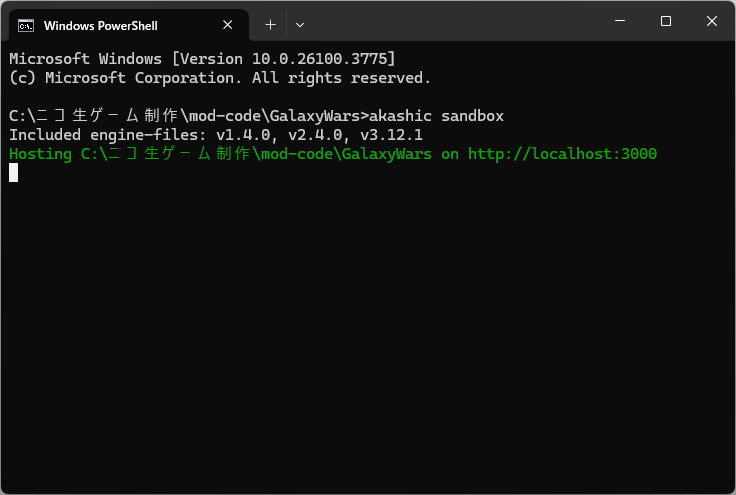 Windows PowerShell
Microsoft Windows [Version 10.0.26100.3775]
(c) Microsoft Corporation. All rights reserved.
C:\ニコ生ゲーム制作\mod-code\GalaxyWars>akashic sandbox
Included engine-files: v1.4.0, v2.4.0, v3.12.1
Hosting C:\ニコ生ゲーム制作\mod-code\GalaxyWars on http://localhost:3000